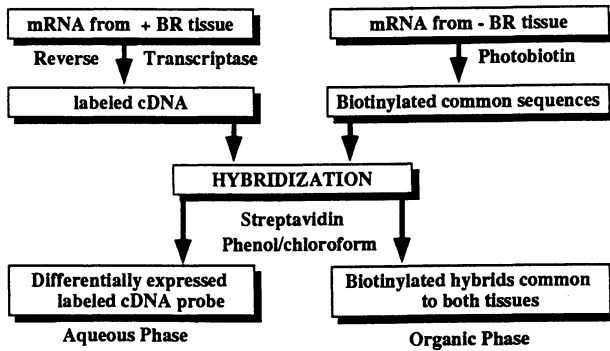 mRNA from + BR tissue
mRNA from - BR tissue
Reverse Transcriptase
Photobiotin
labeled cDNA
Biotinylated common sequences
HYBRIDIZATION
Streptavidin
Phenol/chloroform
Differentially expressed
labeled cDNA probe
Biotinylated hybrids common
to both tissues
Aqueous Phase
Organic Phase